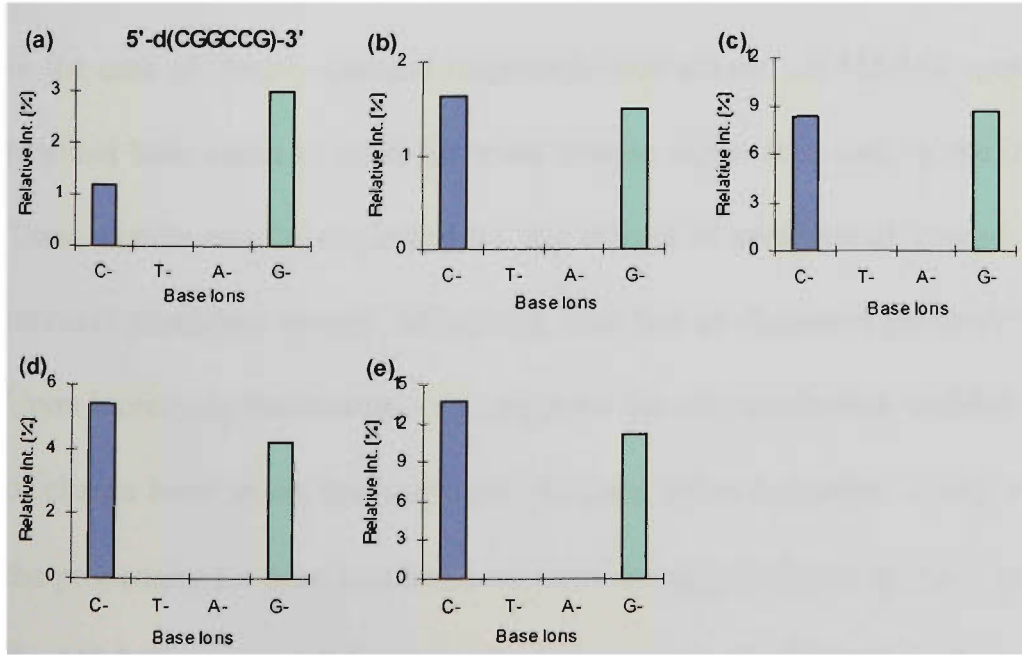 (a)
5'-d(CGGCCG)-3'
Relative Int. [%]
3
2
1
0
C- T- A- G-
Base Ions
(b)
Relative Int. [%]
2
1
0
C- T- A- G-
Base Ions
(c)
Relative Int. [%]
12
9
6
3
0
C- T- A- G-
Base Ions
(d)
Relative Int. [%]
6
4
2
0
C- T- A- G-
Base Ions
(e)
Relative Int. [%]
15
12
9
6
3
0
C- T- A- G-
Base Ions